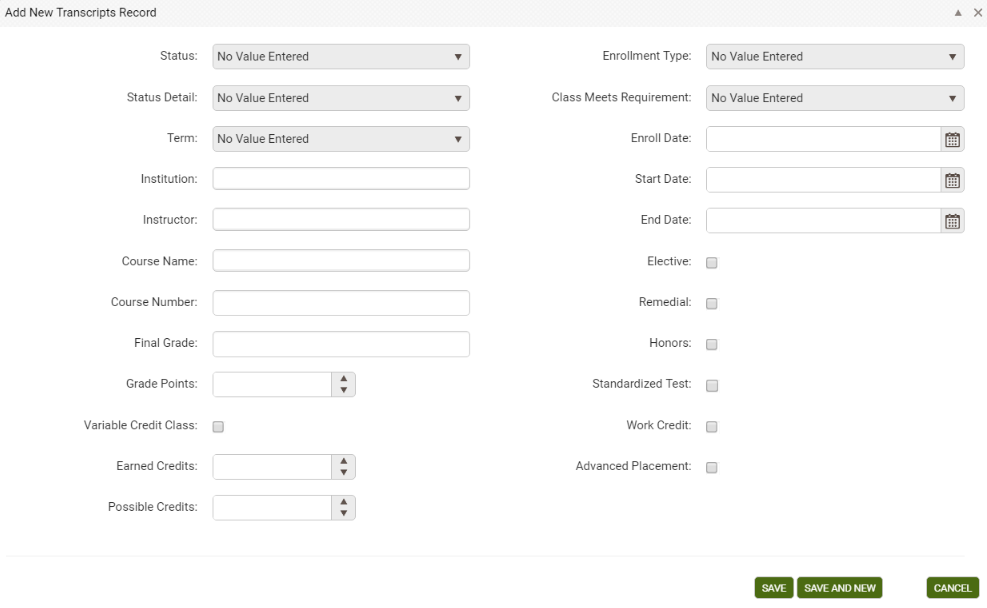 Add New Transcripts Record
Status: No Value Entered
Status Detail: No Value Entered
Term: No Value Entered
Institution:
Instructor:
Course Name:
Course Number:
Final Grade:
Grade Points:
Variable Credit Class:
Earned Credits:
Possible Credits:
Enrollment Type: No Value Entered
Class Meets Requirement: No Value Entered
Enroll Date:
Start Date:
End Date:
Elective:
Remedial:
Honors:
Standardized Test:
Work Credit:
Advanced Placement:
SAVE SAVE AND NEW CANCEL